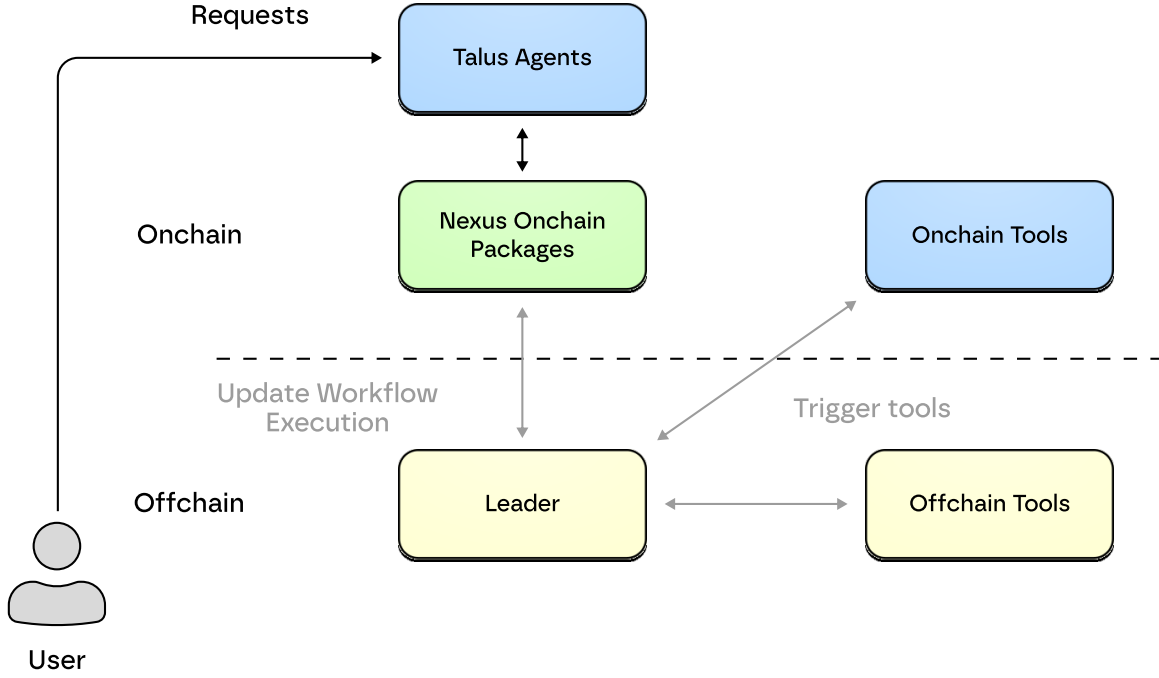 Requests
Talus Agents
Nexus Onchain
Packages
Onchain
Onchain Tools
Update Workflow
Execution
Trigger tools
Offchain
Leader
Offchain Tools
User